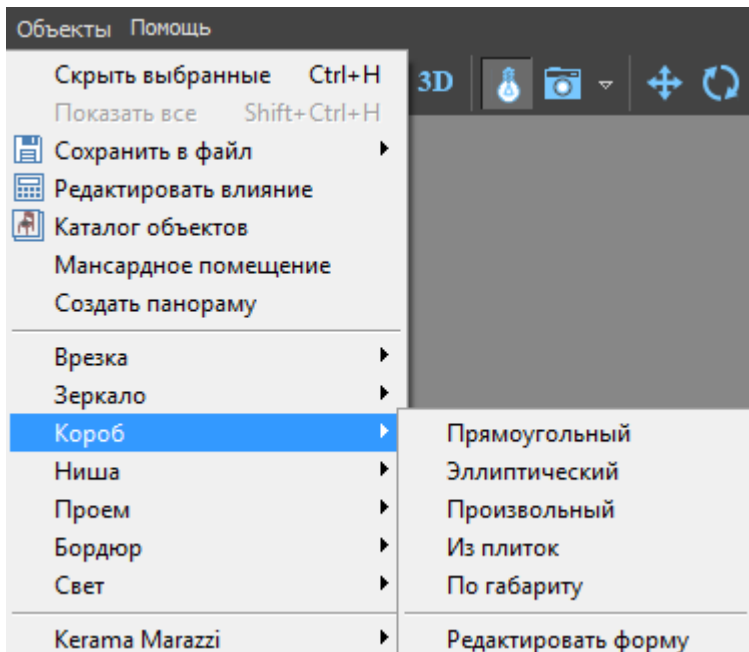 Объекты Помощь
Скрыть выбранные Ctrl+H
3D
Показать все Shift+Ctrl+H
Сохранить в файл
Редактировать влияние
Каталог объектов
Мансардное помещение
Создать панораму
Врезка
Зеркало
Короб
Ниша
Проем
Бордюр
Свет
Kerama Marazzi
Прямоугольный
Эллиптический
Произвольный
Из плиток
По габариту
Редактировать форму